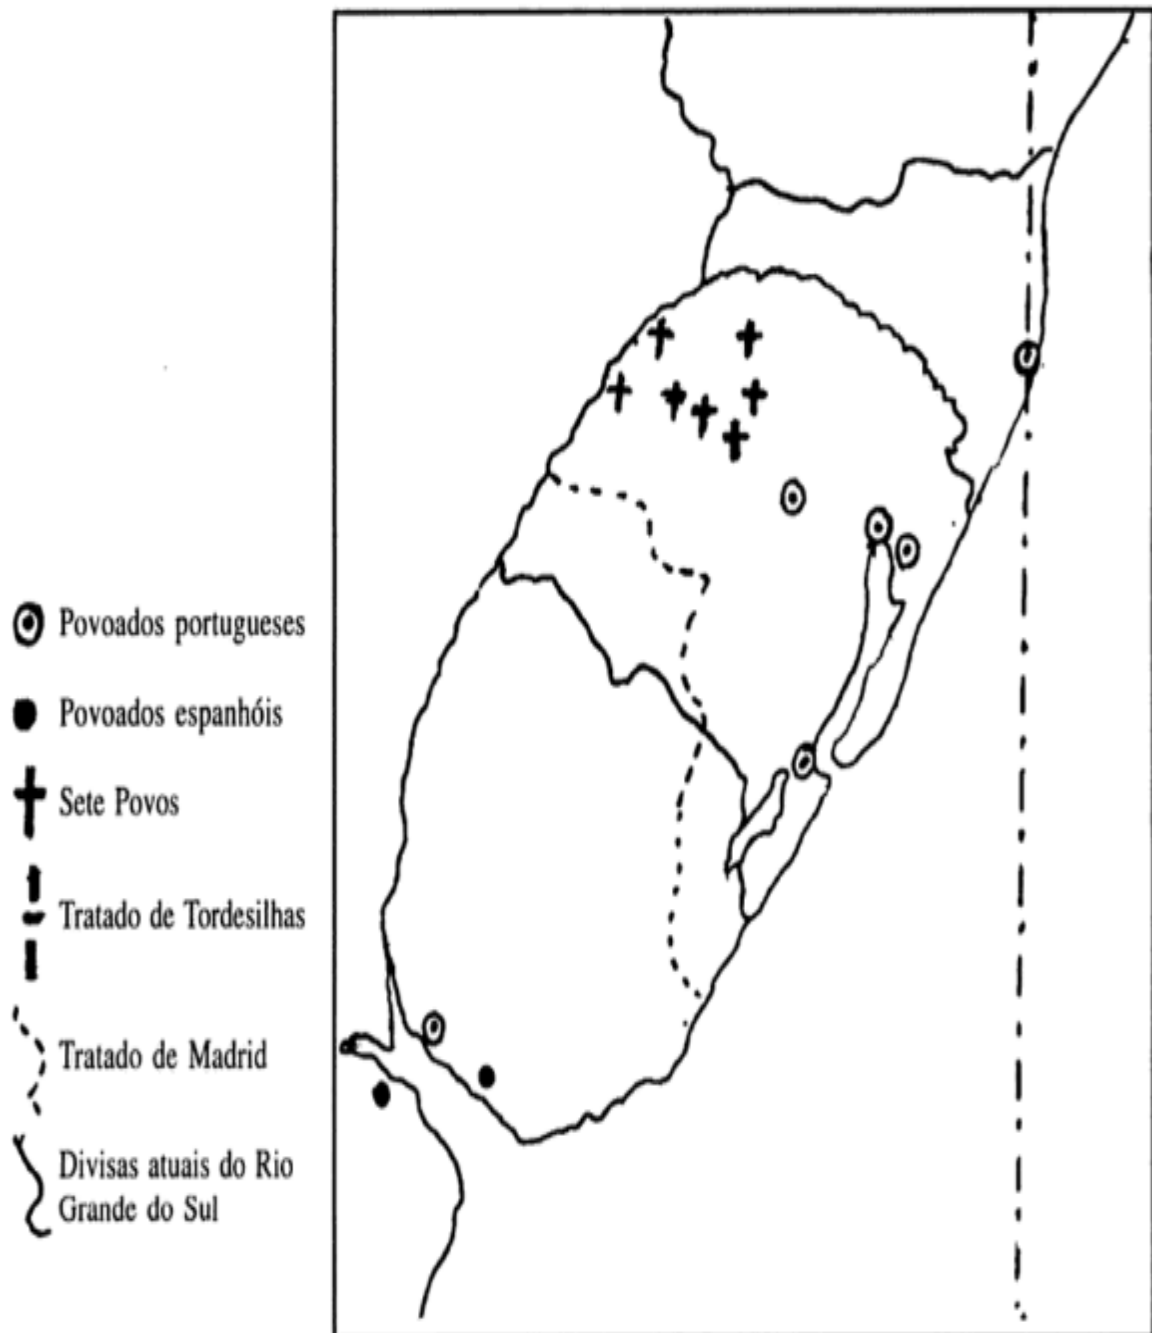 Povoados portugueses
Povoados espanhóis
Sete Povos
Tratado de Tordesilhas
Tratado de Madrid
Divisas atuais do Rio
Grande do Sul